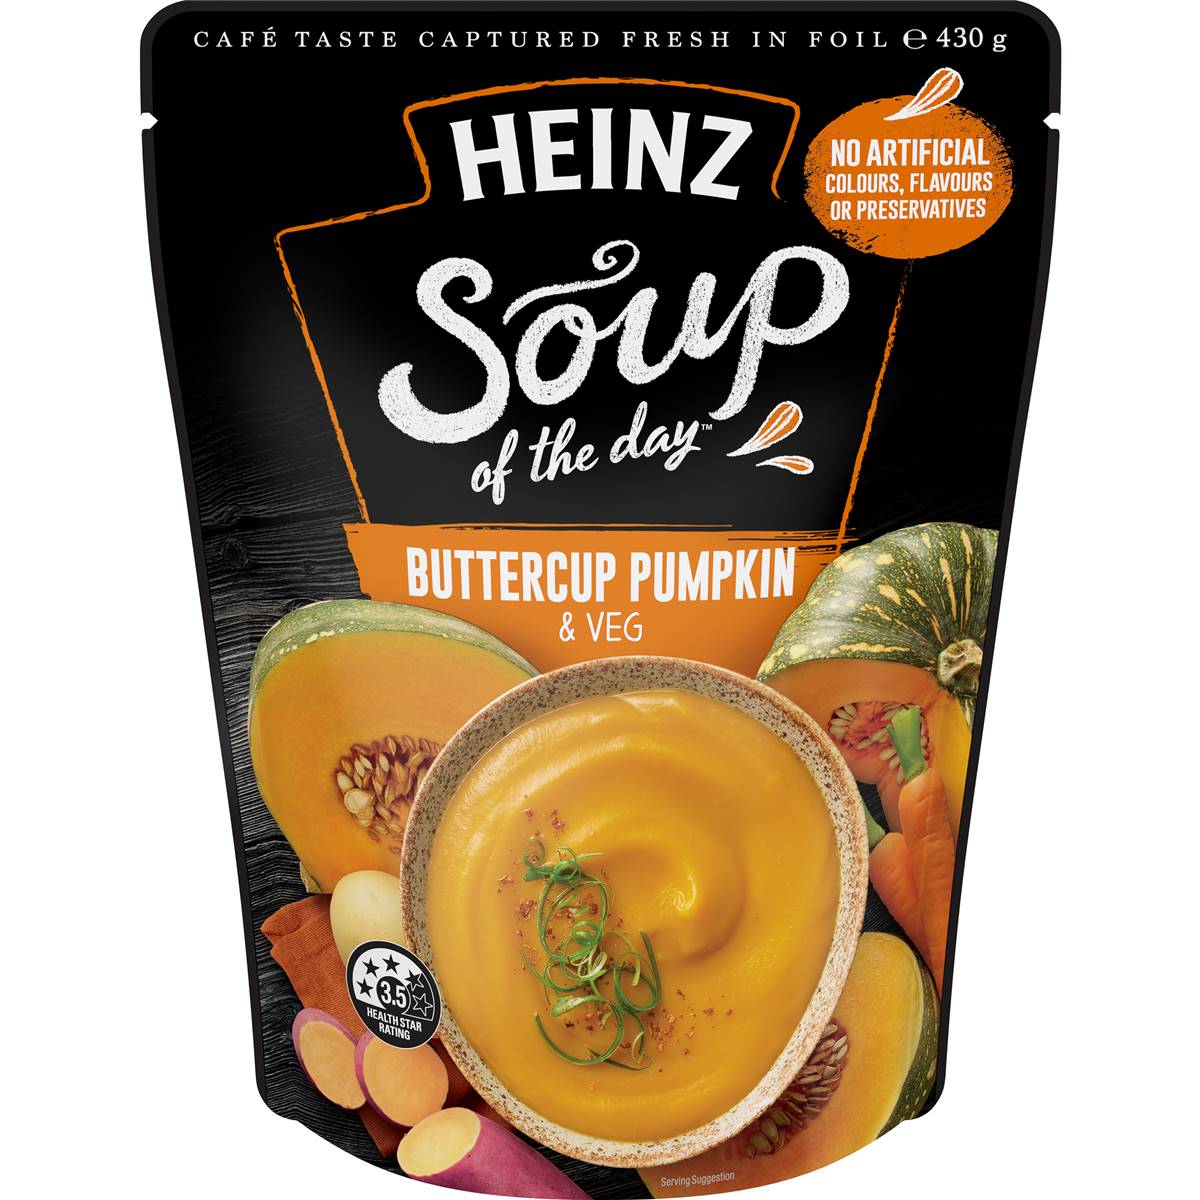 CAFÉ TASTE CAPTURED FRESH IN FOIL ℮ 430 g
HEINZ
NO ARTIFICIAL
COLOURS, FLAVOURS
OR PRESERVATIVES
Soup
of the day™
BUTTERCUP PUMPKIN
& VEG
3.5
HEALTH STAR
RATING
Serving Suggestion